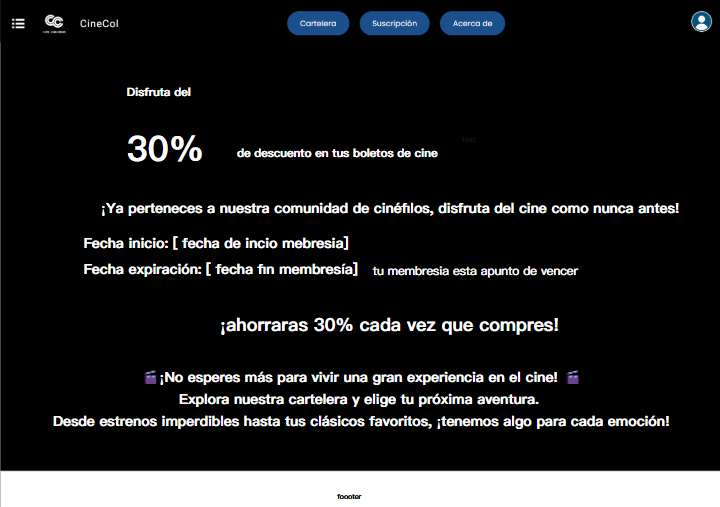 CineCol
Cartelera
Suscripción
Acerca de
Disfruta del
30%
de descuento en tus boletos de cine
Text
¡Ya perteneces a nuestra comunidad de cinéfilos, disfruta del cine como nunca antes!
Fecha inicio: [ fecha de incio mebresia]
Fecha expiración: [ fecha fin membresía]
tu membresia esta apunto de vencer
¡ahorraras 30% cada vez que compres!
¡No esperes más para vivir una gran experiencia en el cine!
Explora nuestra cartelera y elige tu próxima aventura.
Desde estrenos imperdibles hasta tus clásicos favoritos, ¡tenemos algo para cada emoción!
foooter